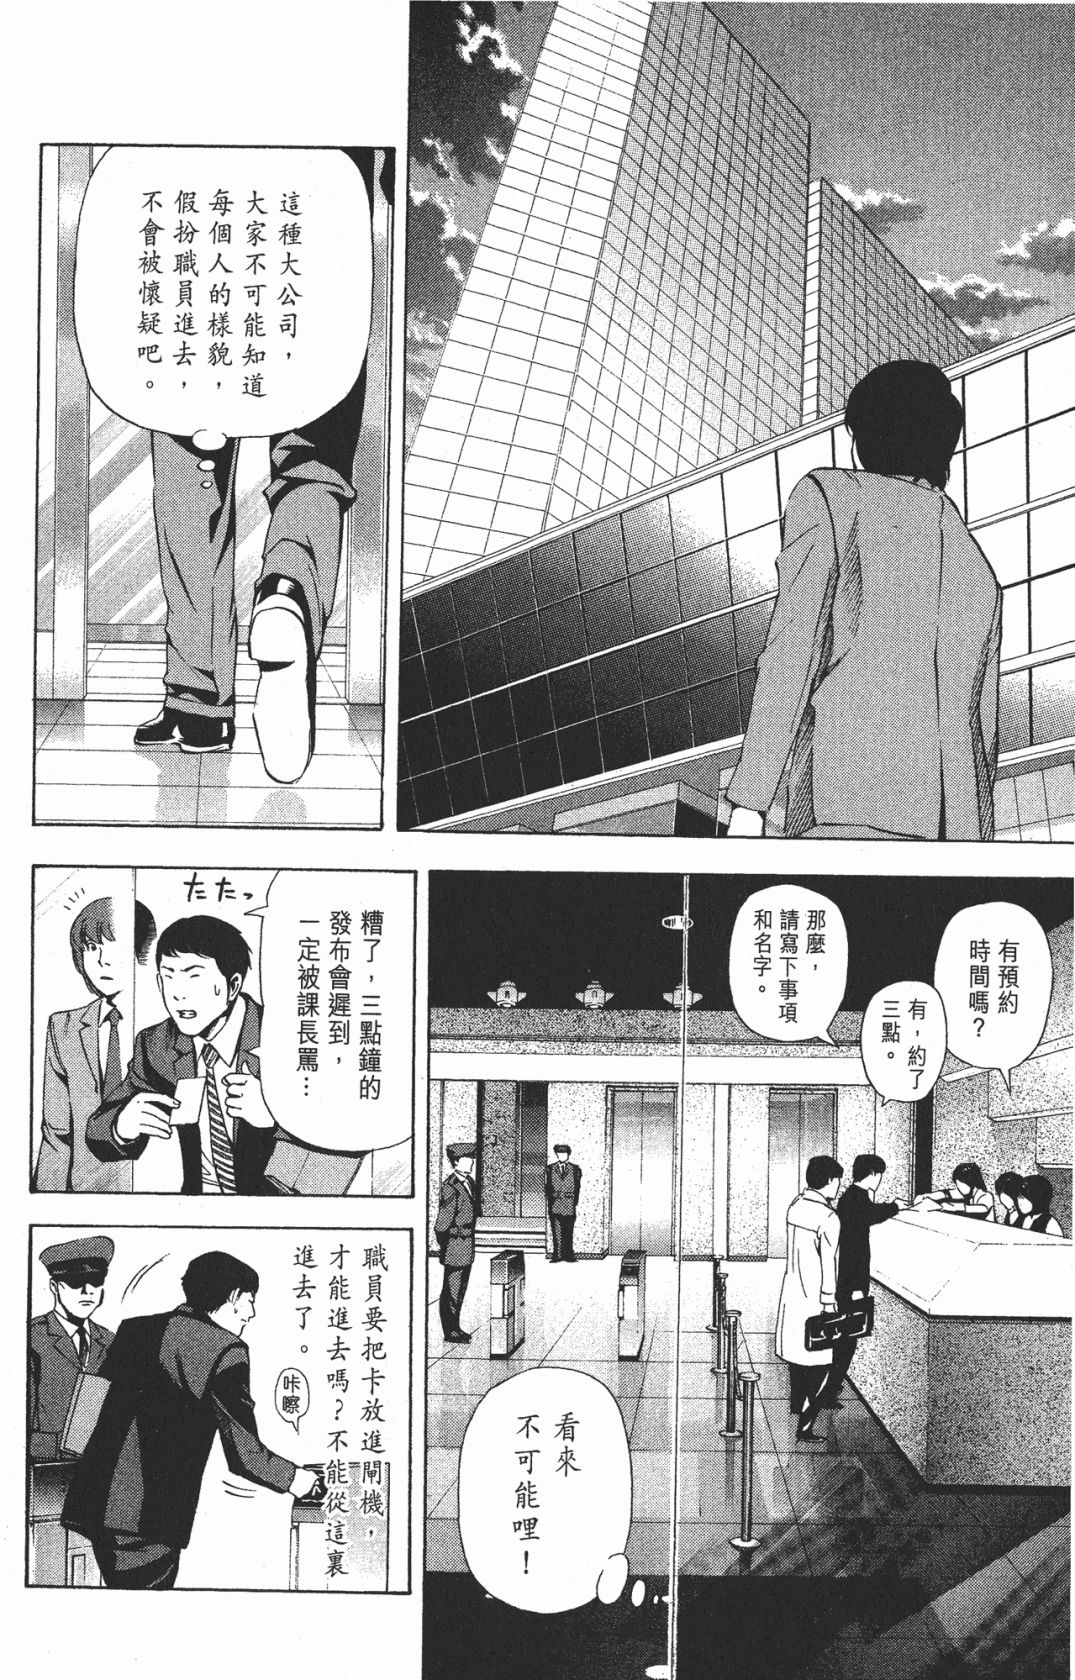 這種大公司，
大家不可能知道
每個人的樣貌，
假扮職員進去，
不會被懷疑吧。
有預約
時間嗎？
有，約了
三點。
那麼，
請寫下事項
和名字。
看來
不可能哩！
たたっ
糟了，三點鐘的
發布會遲到，
一定被課長罵…
職員要把卡放進閘機，
才能進去嗎？不能從這裏
進去了。
咔嚓